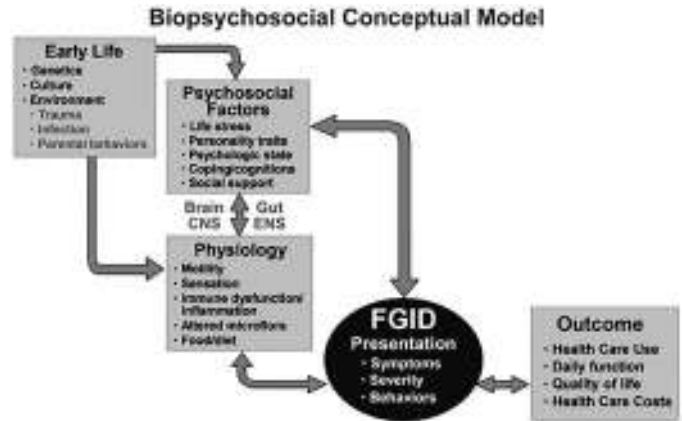 Biopsychosocial Conceptual Model
Early Life
· Genetics
· Culture
· Environment
· Trauma
· Infection
· Parental behaviors
Psychosocial
Factors
· Life stress
· Personality traits
· Psychologic state
· Coping/cognitions
· Social support
Brain Gut
CNS ENS
Physiology
· Motility
· Sensation
· Immune dysfunction/
Inflammation
· Altered microflora
· Food/diet
FGID
Presentation
· Symptoms
· Severity
· Behaviors
Outcome
· Health Care Use
· Daily function
· Quality of life
· Health Care Costs